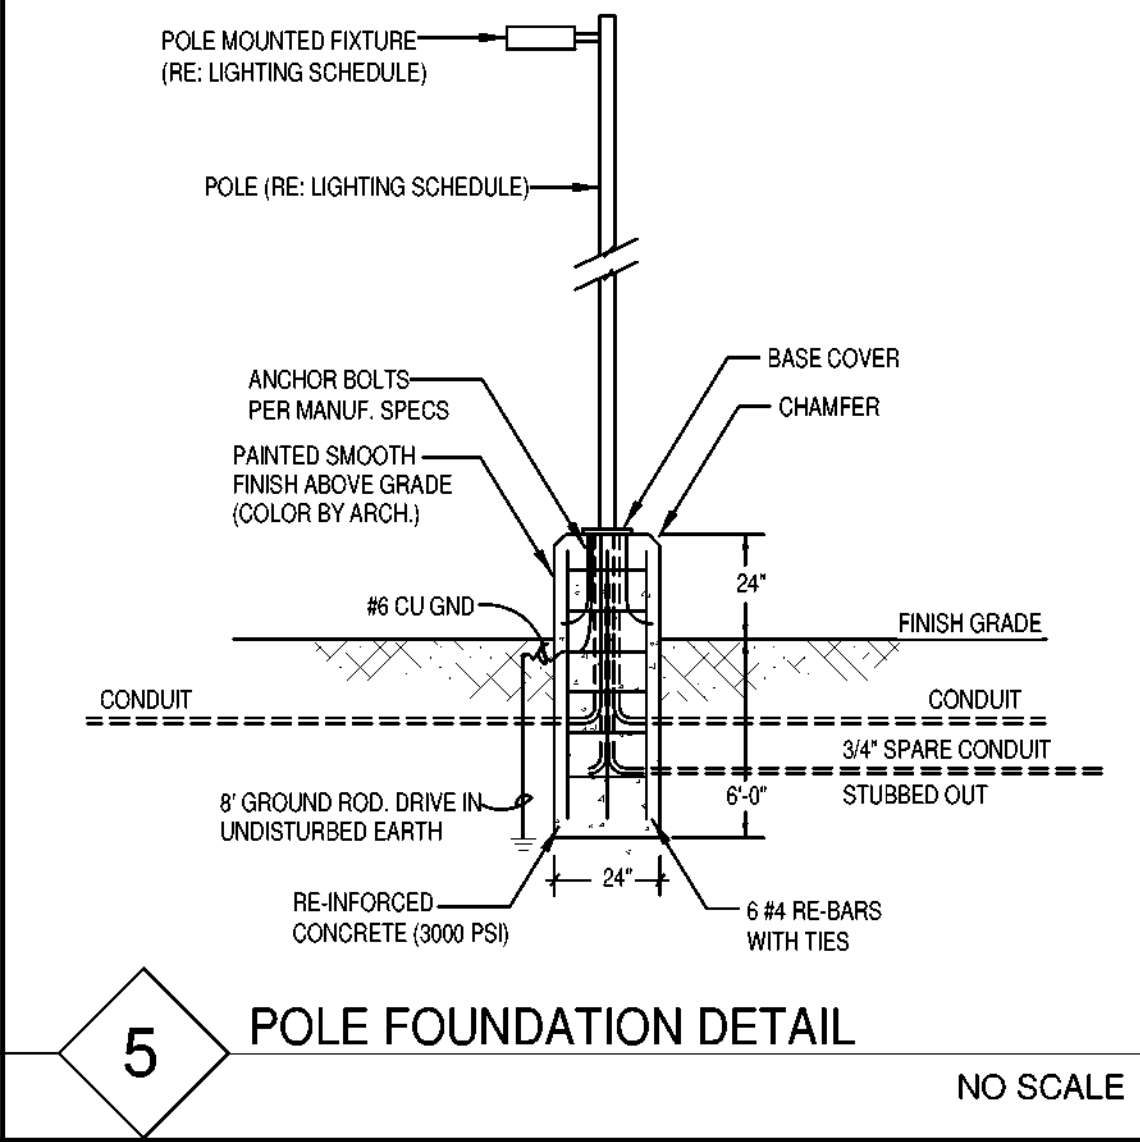 POLE MOUNTED FIXTURE
(RE: LIGHTING SCHEDULE)
POLE (RE: LIGHTING SCHEDULE)
BASE COVER
ANCHOR BOLTS
PER MANUF. SPECS
CHAMFER
PAINTED SMOOTH
FINISH ABOVE GRADE
(COLOR BY ARCH.)
24"
#6 CU GND
FINISH GRADE
CONDUIT
CONDUIT
3/4" SPARE CONDUIT
STUBBED OUT
6'-0"
8' GROUND ROD. DRIVE IN
UNDISTURBED EARTH
24"
RE-INFORCED
CONCRETE (3000 PSI)
6 #4 RE-BARS
WITH TIES
5
POLE FOUNDATION DETAIL
NO SCALE